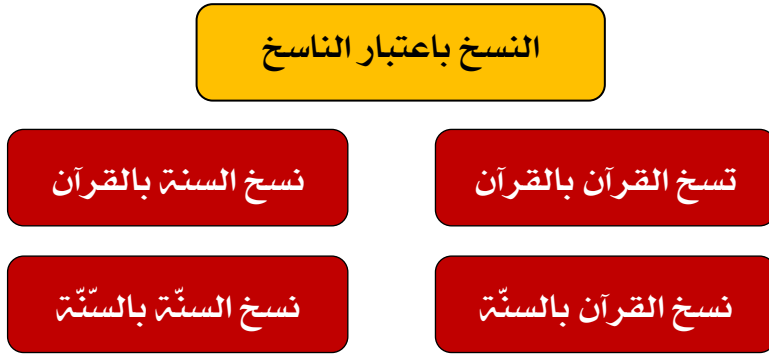 النسخ باعتبار الناسخ
تسخ القرآن بالقرآن
نسخ السنة بالقرآن
نسخ القرآن بالسنّة
نسخ السنّة بالسّنّة